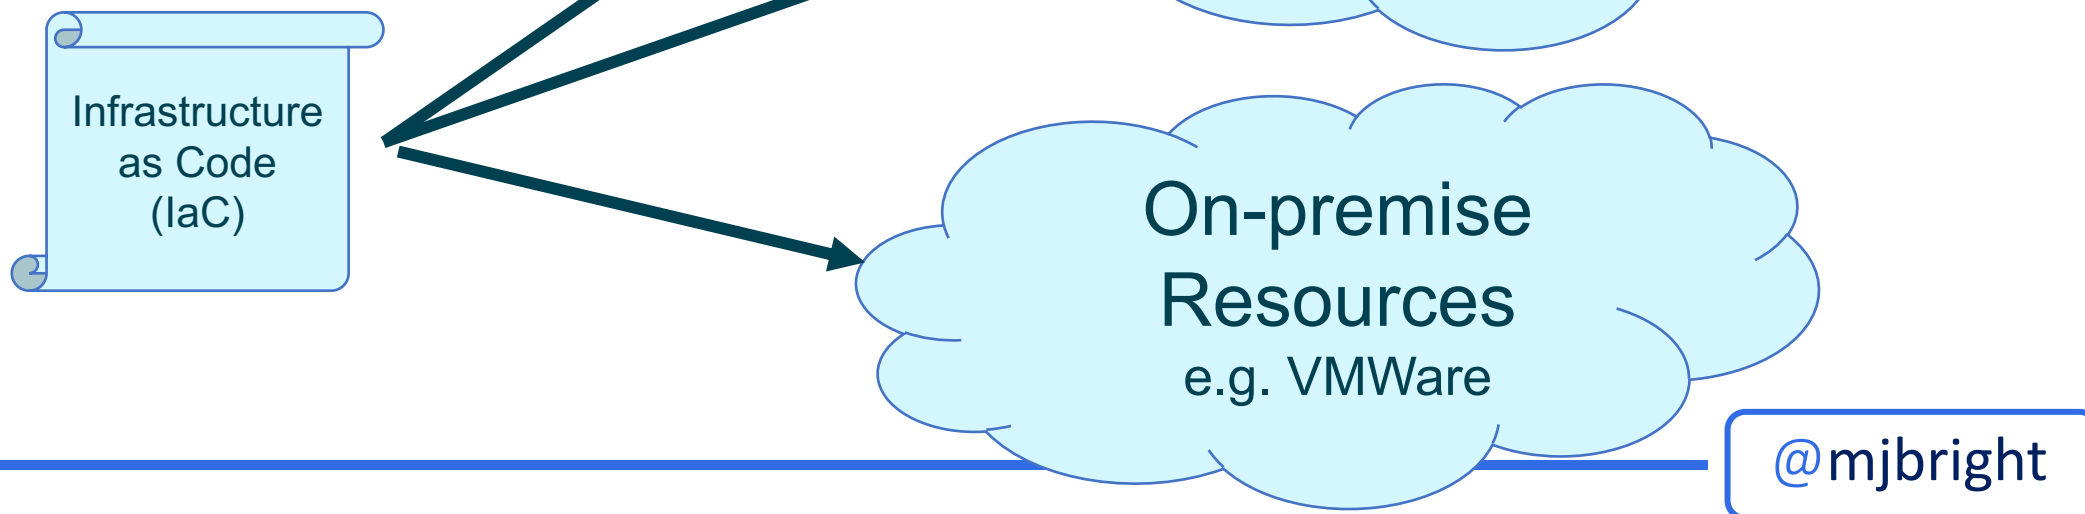 Infrastructure
as Code
(IaC)
On-premise
Resources
e.g. VMWare
@mjbright